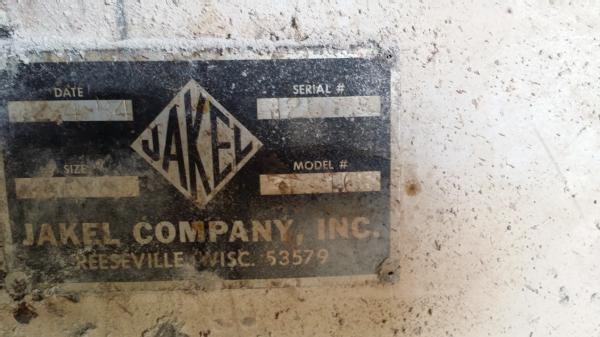 DATE
SERIAL #
JAKEL
SIZE
MODEL #
JAKEL COMPANY, INC.
REESEVILLE, WISC. 53579